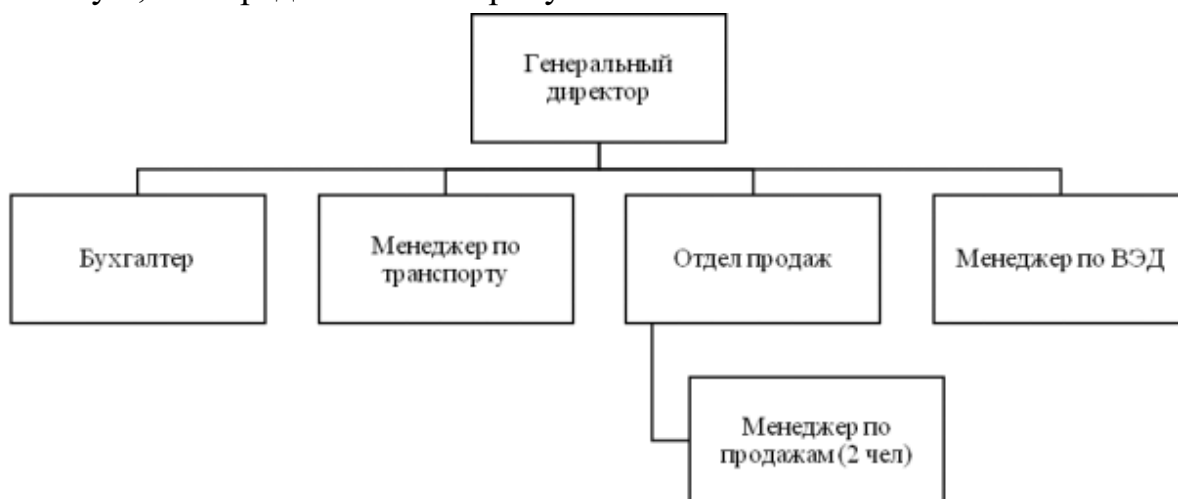 Генеральный
директор
Бухгалтер
Менеджер по
транспорту
Отдел продаж
Менеджер по ВЭД
Менеджер по
продажам (2 чел)